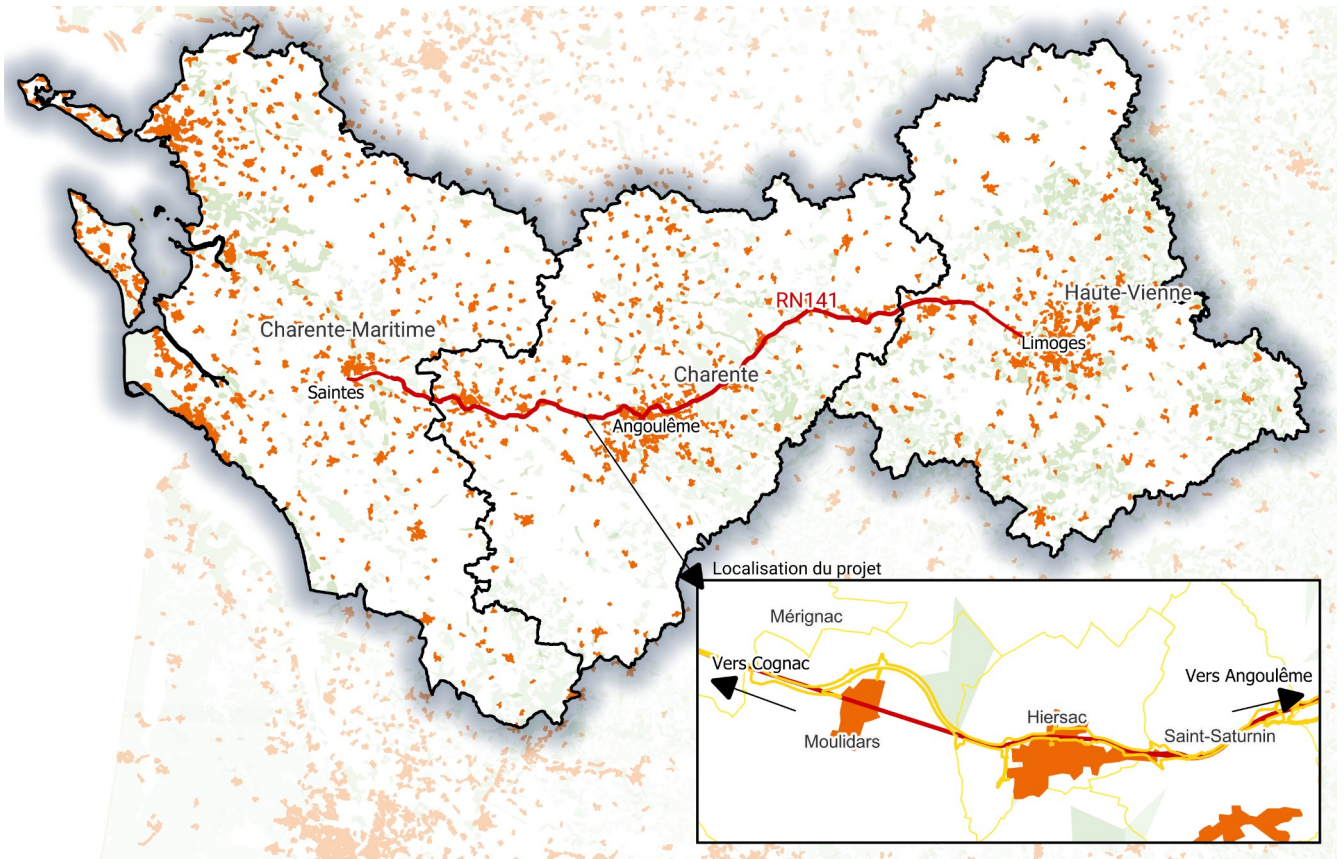 RN141
Haute-Vienne
Charente-Maritime
Limoges
Charente
Saintes
Angoulême
Localisation du projet
Mérignac
Vers Cognac
Vers Angoulême
Hiersac
Moulidars
Saint-Saturnin